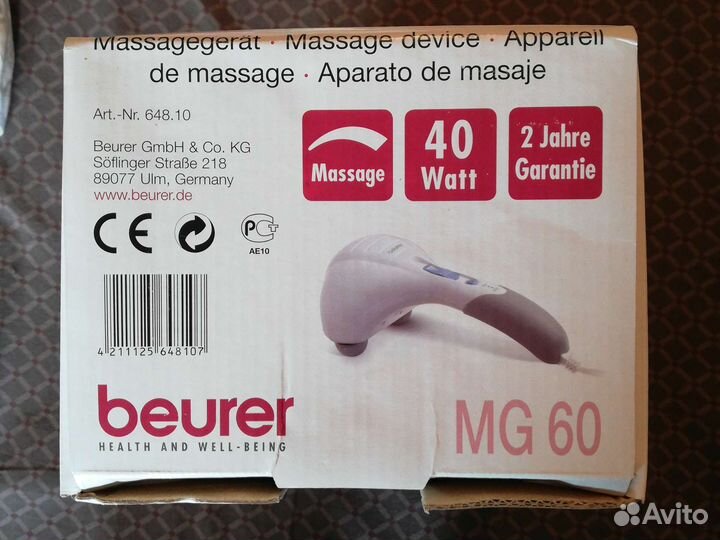 Massagegerät · Massage device · Appareil
de massage · Aparato de masaje
Art.-Nr. 648.10
Beurer GmbH & Co. KG
Söflinger Straße 218
89077 Ulm, Germany
www.beurer.de
Massage
40
Watt
2 Jahre
Garantie
CE
PCT
AE10
4 211125 648107
beurer
HEALTH AND WELL-BEING
MG 60
Avito